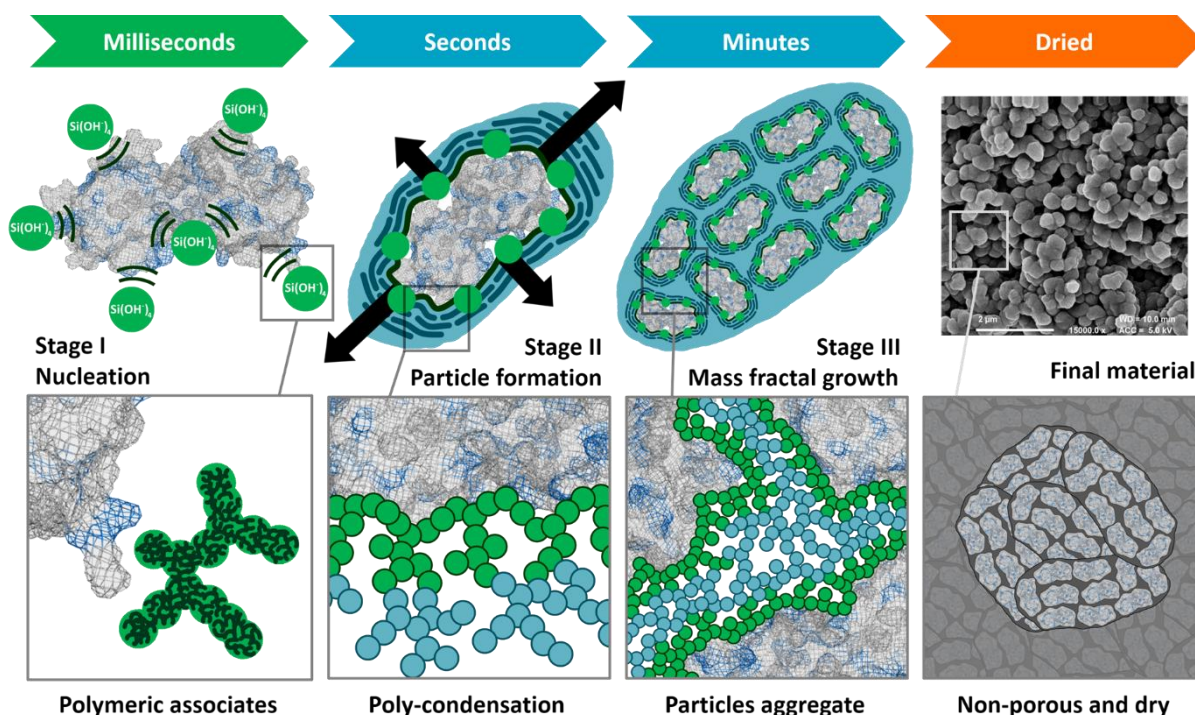 Milliseconds
Seconds
Minutes
Dried
Si(OH⁻)₄
Si(OH⁻)₄
Si(OH⁻)₄
Si(OH⁻)₄
Si(OH⁻)₄
Si(OH⁻)₄
Stage I
Nucleation
Stage II
Particle formation
Stage III
Mass fractal growth
2 µm
WD = 10.0 mm
15000.0 x
ACC = 5.0 kV
Final material
Polymeric associates
Poly-condensation
Particles aggregate
Non-porous and dry